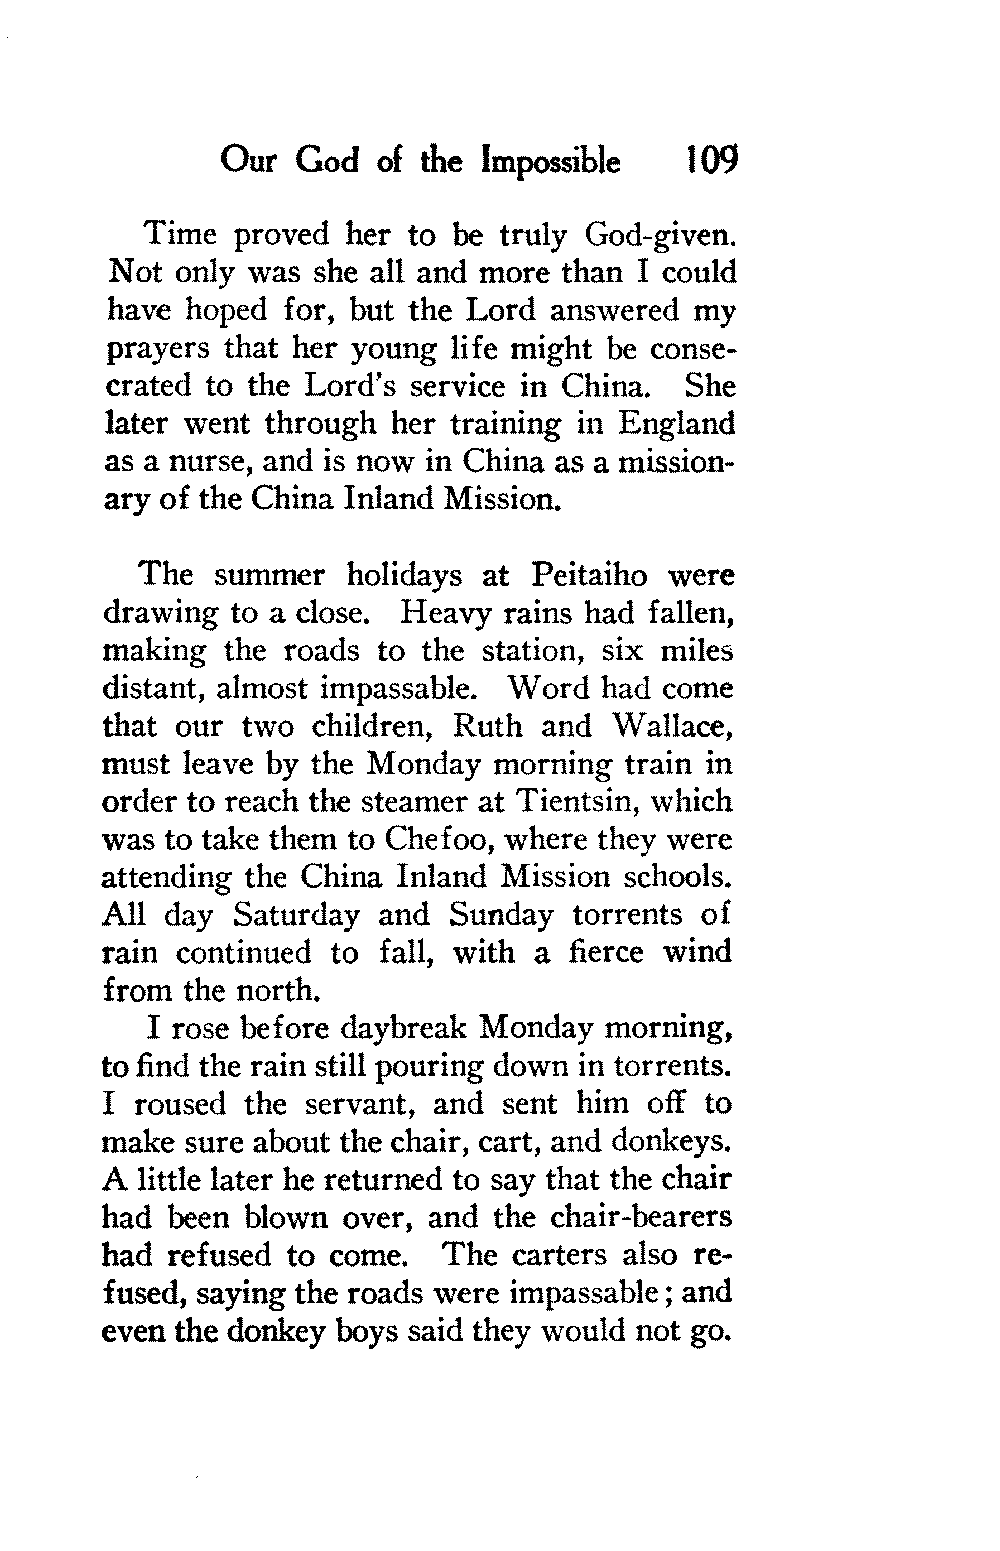 Our God of the Impossible 109
Time proved her to be truly God-given.
Not only was she all and more than I could
have hoped for, but the Lord answered my
prayers that her young life might be conse-
crated to the Lord's service in China. She
later went through her training in England
as a nurse, and is now in China as a mission-
ary of the China Inland Mission.
The summer holidays at Peitaiho were
drawing to a close. Heavy rains had fallen,
making the roads to the station, six miles
distant, almost impassable. Word had come
that our two children, Ruth and Wallace,
must leave by the Monday morning train in
order to reach the steamer at Tientsin, which
was to take them to Chefoo, where they were
attending the China Inland Mission schools.
All day Saturday and Sunday torrents of
rain continued to fall, with a fierce wind
from the north.
I rose before daybreak Monday morning,
to find the rain still pouring down in torrents.
I roused the servant, and sent him off to
make sure about the chair, cart, and donkeys.
A little later he returned to say that the chair
had been blown over, and the chair-bearers
had refused to come. The carters also re-
fused, saying the roads were impassable; and
even the donkey boys said they would not go.